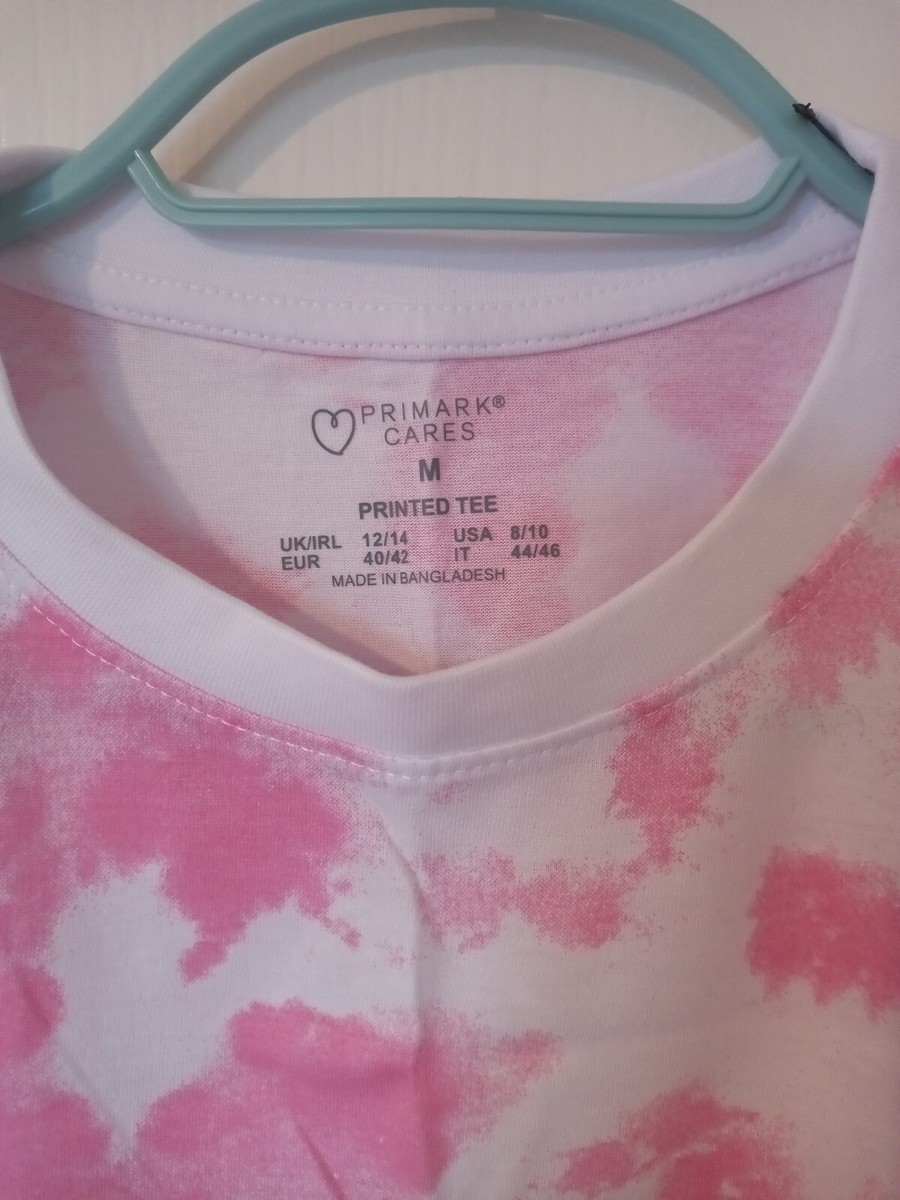 PRIMARK®
CARES
M
PRINTED TEE
UK/IRL 12/14 USA 8/10
EUR 40/42 IT 44/46
MADE IN BANGLADESH